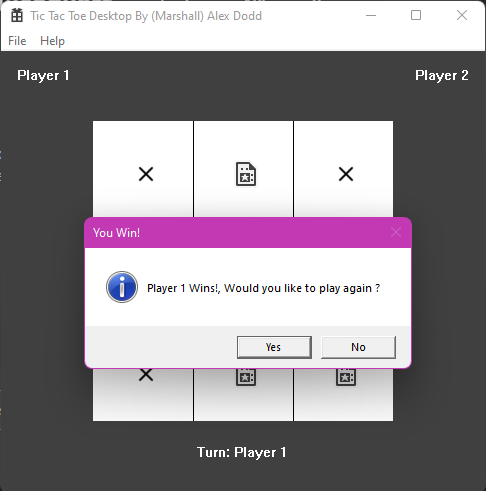 Tic Tac Toe Desktop By (Marshall) Alex Dodd
File Help
Player 1 Player 2
You Win!
Player 1 Wins!, Would you like to play again ?
Yes No
Turn: Player 1